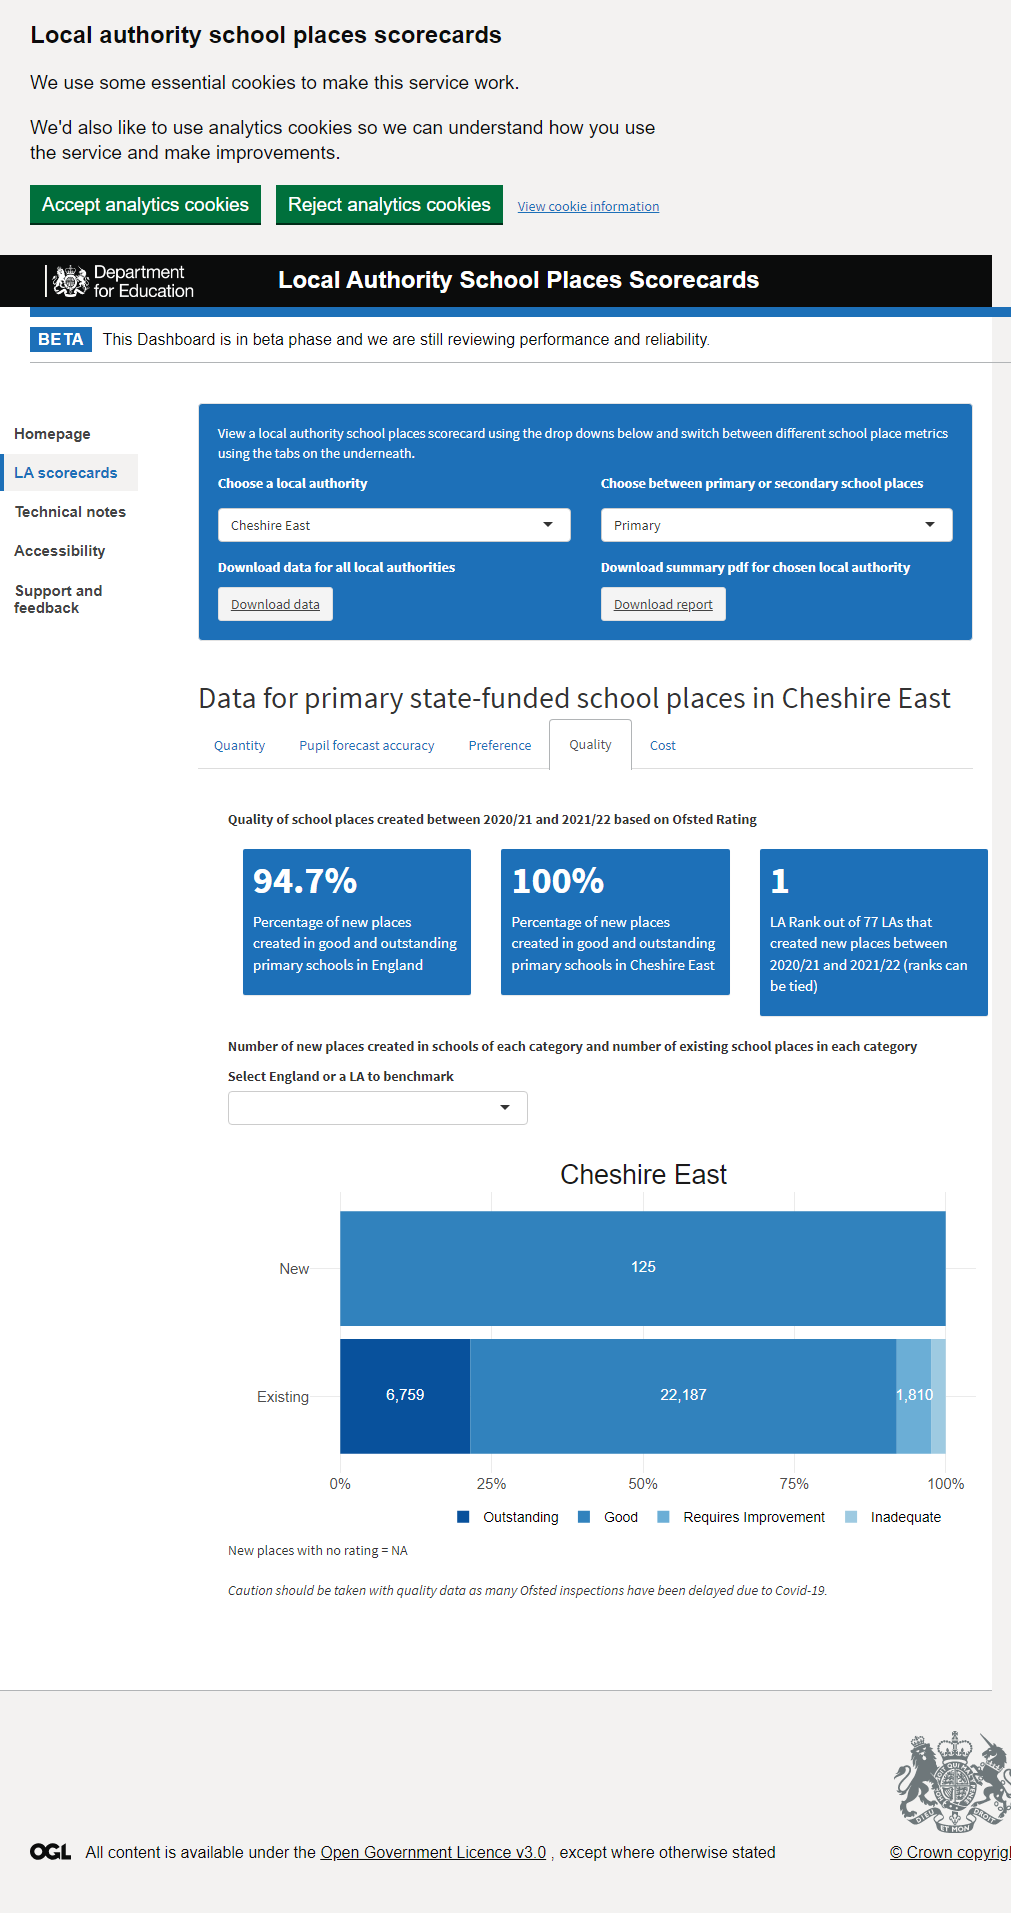 Local authority school places scorecards
We use some essential cookies to make this service work.
We'd also like to use analytics cookies so we can understand how you use
the service and make improvements.
Accept analytics cookies Reject analytics cookies View cookie information
Department
for Education
Local Authority School Places Scorecards
BETA This Dashboard is in beta phase and we are still reviewing performance and reliability.
Homepage
LA scorecards
Technical notes
Accessibility
Support and
feedback
View a local authority school places scorecard using the drop downs below and switch between different school place metrics
using the tabs on the underneath.
Choose a local authority
Cheshire East
Choose between primary or secondary school places
Primary
Download data for all local authorities
Download data
Download summary pdf for chosen local authority
Download report
Data for primary state-funded school places in Cheshire East
Quantity Pupil forecast accuracy Preference Quality Cost
Quality of school places created between 2020/21 and 2021/22 based on Ofsted Rating
94.7%
Percentage of new places
created in good and outstanding
primary schools in England
100%
Percentage of new places
created in good and outstanding
primary schools in Cheshire East
1
LA Rank out of 77 LAs that
created new places between
2020/21 and 2021/22 (ranks can
be tied)
Number of new places created in schools of each category and number of existing school places in each category
Select England or a LA to benchmark
Cheshire East
New 125
Existing 6,759 22,187 1,810
0% 25% 50% 75% 100%
Outstanding Good Requires Improvement Inadequate
New places with no rating = NA
Caution should be taken with quality data as many Ofsted inspections have been delayed due to Covid-19.
DIEU ET MON DROIT
OGL All content is available under the Open Government Licence v3.0 , except where otherwise stated
© Crown copyrig